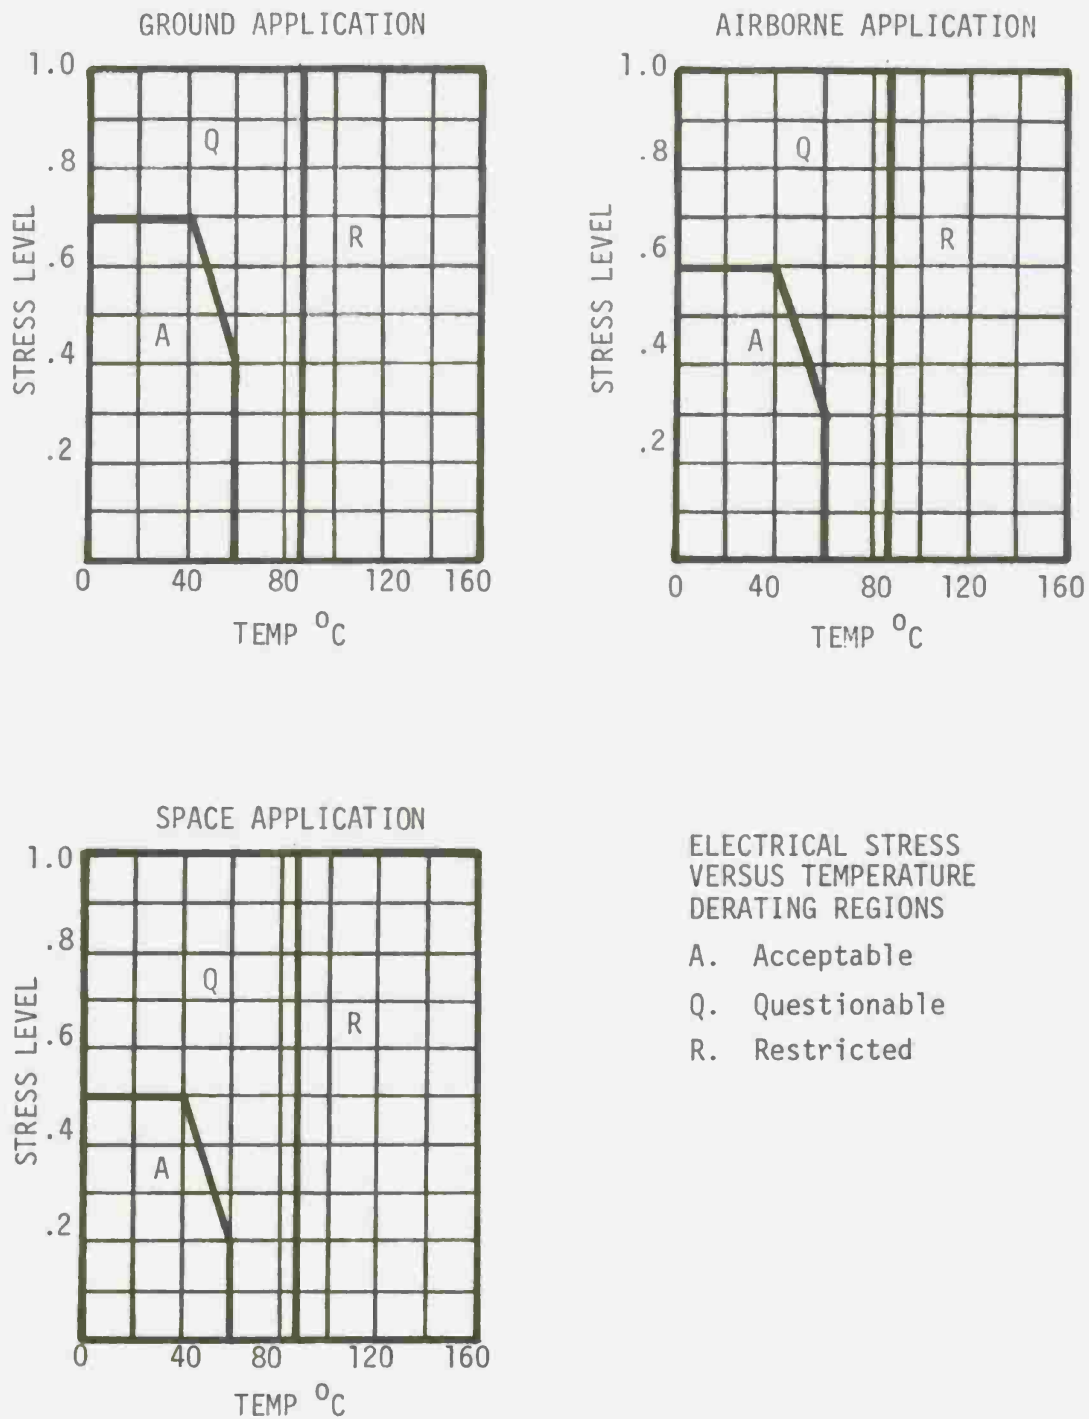 GROUND APPLICATION
1.0
.8
.6
.4
.2
STRESS LEVEL
Q
R
A
0 40 80 120 160
TEMP °C
AIRBORNE APPLICATION
1.0
.8
.6
.4
.2
STRESS LEVEL
Q
R
A
0 40 80 120 160
TEMP °C
SPACE APPLICATION
1.0
.8
.6
.4
.2
STRESS LEVEL
Q
R
A
0 40 80 120 160
TEMP °C
ELECTRICAL STRESS
VERSUS TEMPERATURE
DERATING REGIONS
A. Acceptable
Q. Questionable
R. Restricted